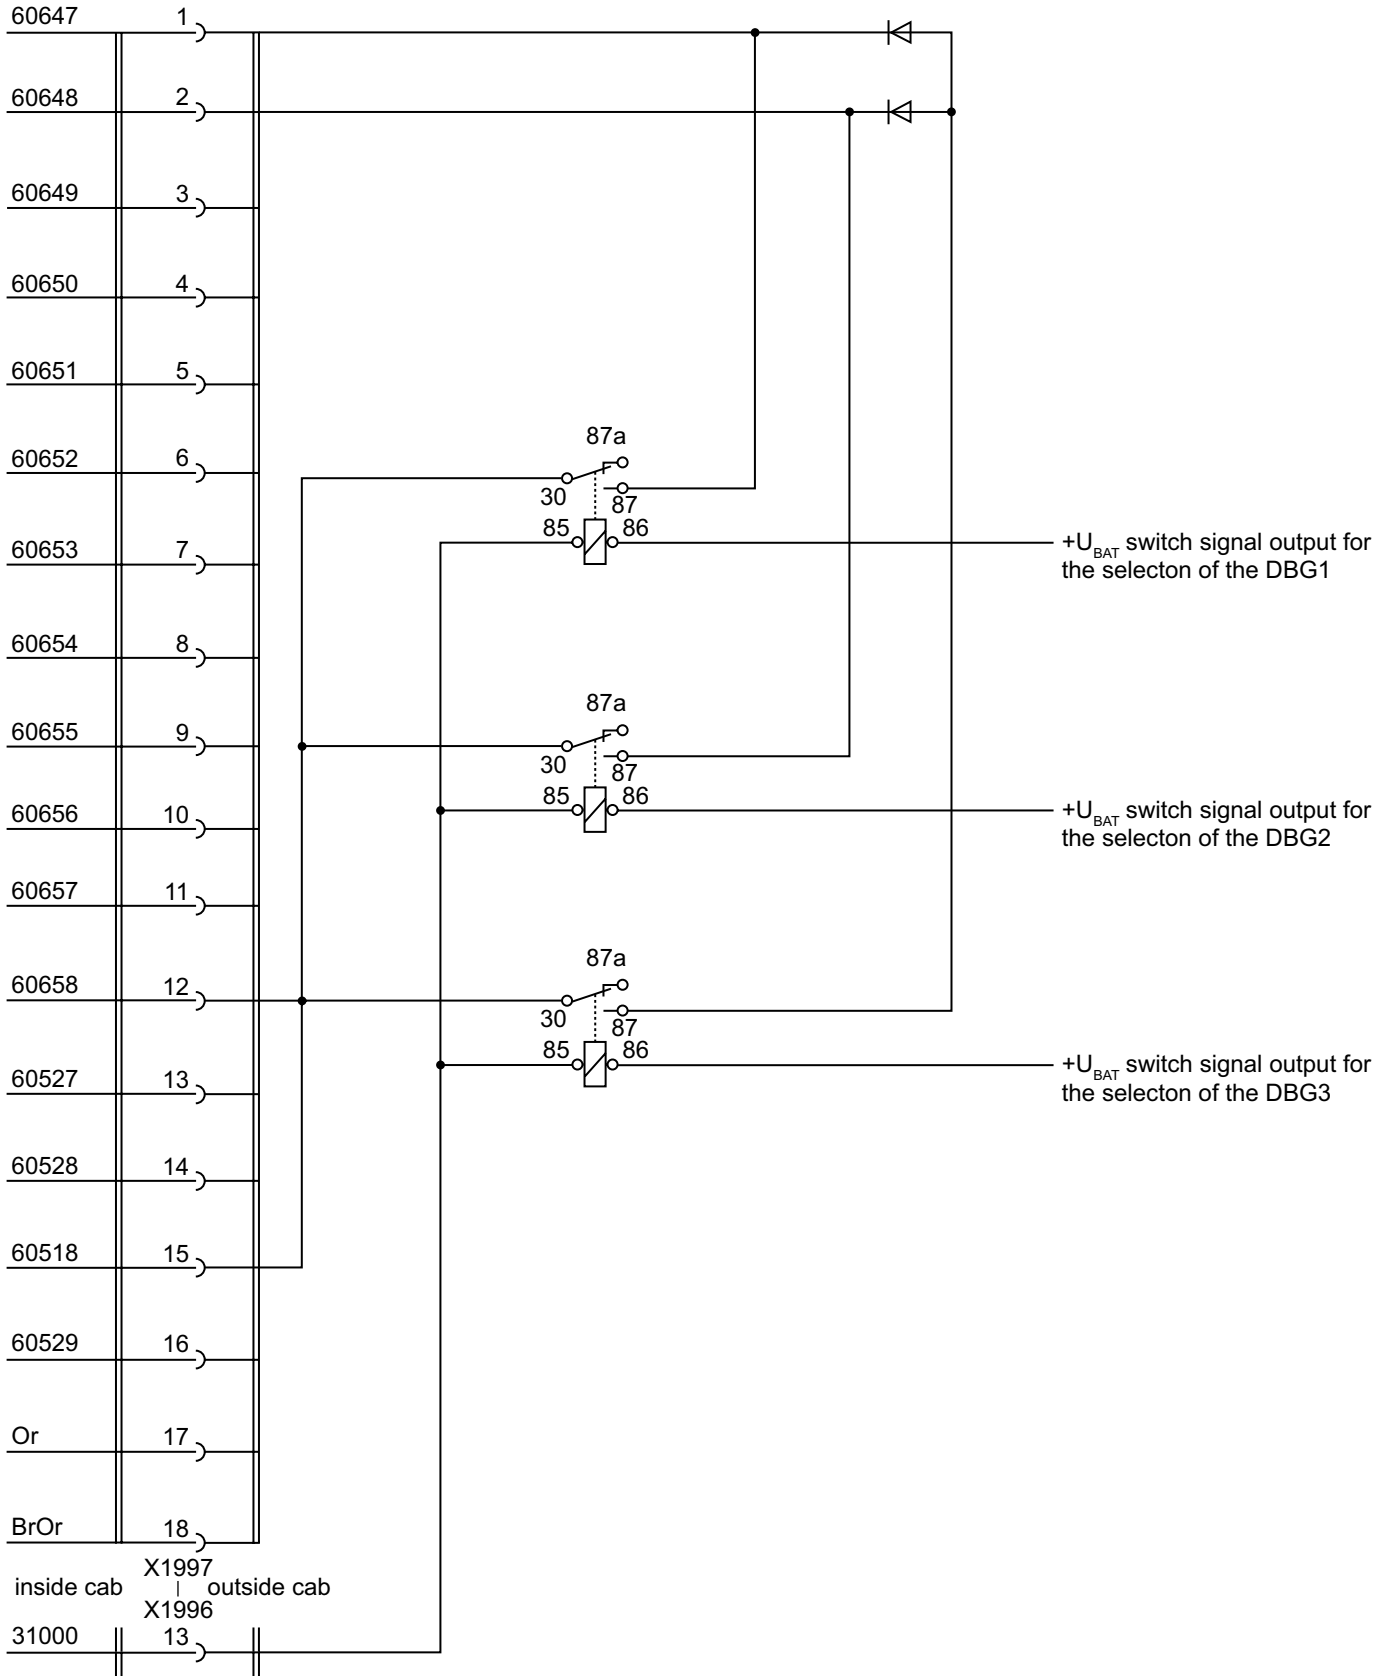 60647 1
60648 2
60649 3
60650 4
60651 5
87a
60652 6
30 87
60653 7
85 86
+UBAT switch signal output for
the selecton of the DBG1
60654 8
87a
60655 9
30 87
60656 10
85 86
+UBAT switch signal output for
the selecton of the DBG2
60657 11
87a
60658 12
30 87
60527 13
85 86
+UBAT switch signal output for
the selecton of the DBG3
60528 14
60518 15
60529 16
Or 17
BrOr 18
X1997
inside cab outside cab
X1996
31000 13